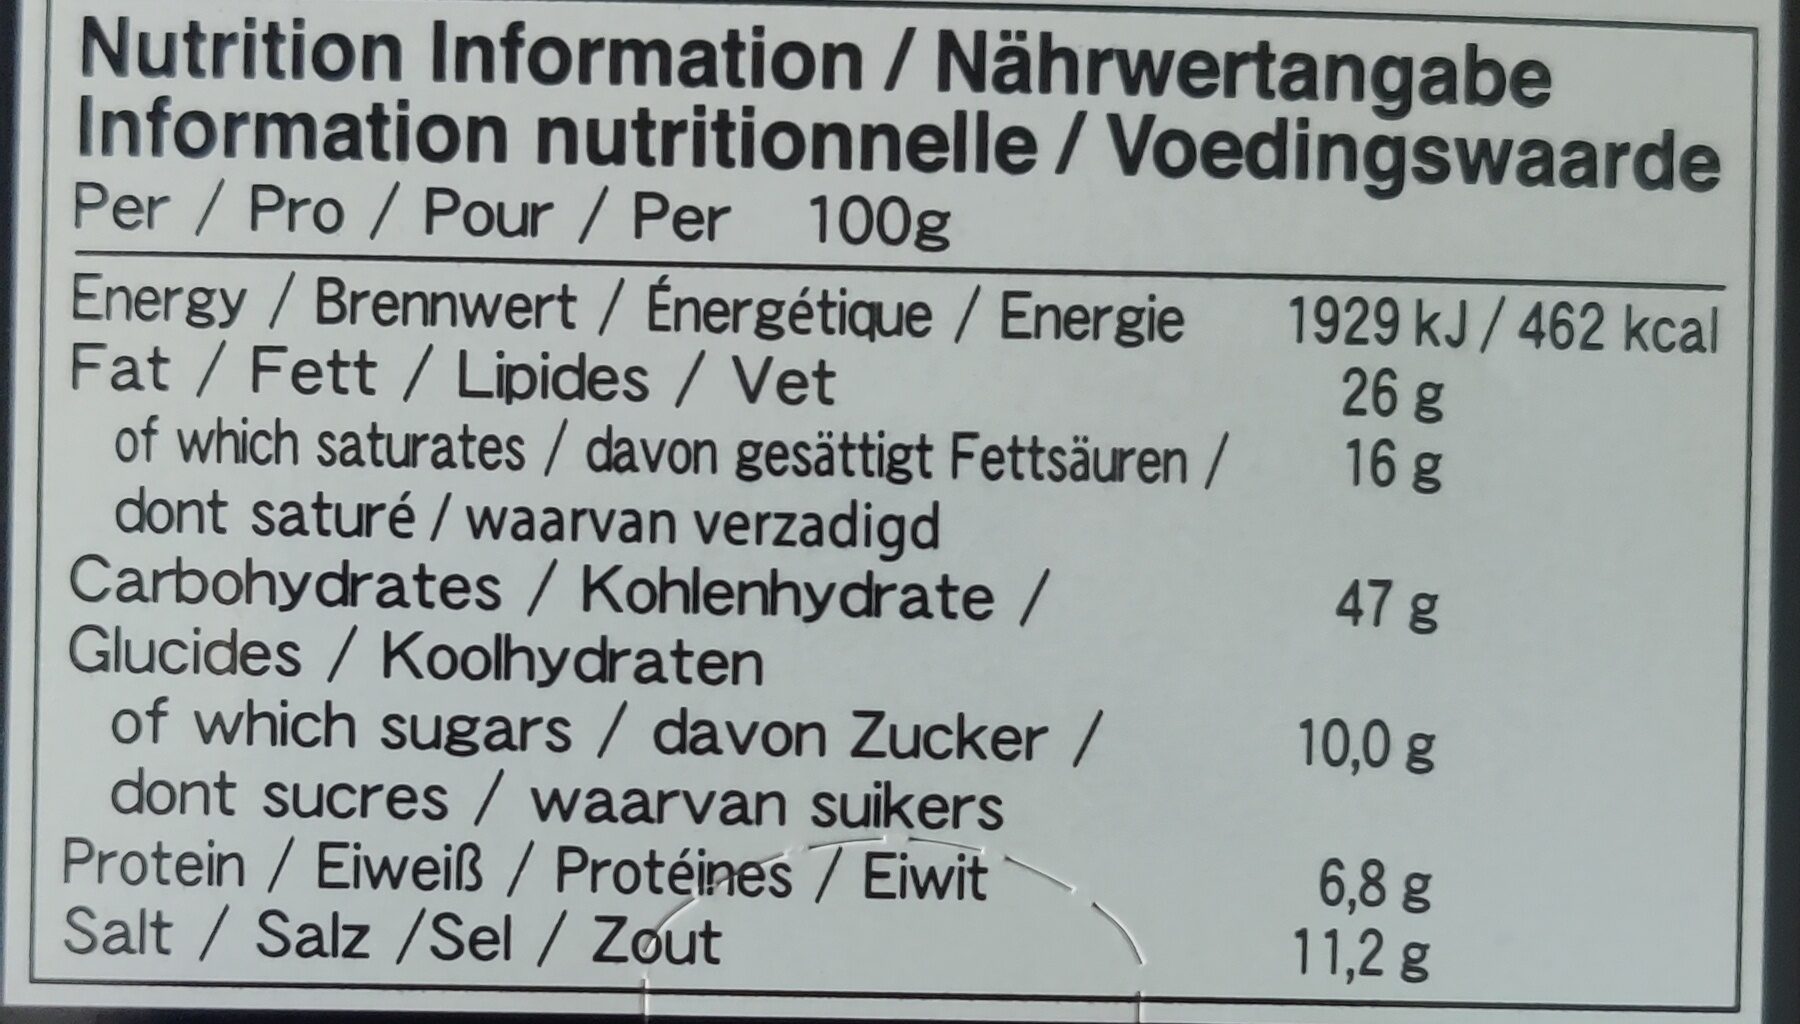 Nutrition Information / Nährwertangabe
Information nutritionnelle / Voedingswaarde
Per / Pro / Pour / Per 100g
Energy / Brennwert / Énergétique / Energie 1929 kJ / 462 kcal
Fat / Fett / Lipides / Vet 26 g
of which saturates / davon gesättigt Fettsäuren / 16 g
dont saturé / waarvan verzadigd
Carbohydrates / Kohlenhydrate / 47 g
Glucides / Koolhydraten
of which sugars / davon Zucker / 10,0 g
dont sucres / waarvan suikers
Protein / Eiweiß / Protéines / Eiwit 6,8 g
Salt / Salz /Sel / Zout 11,2 g